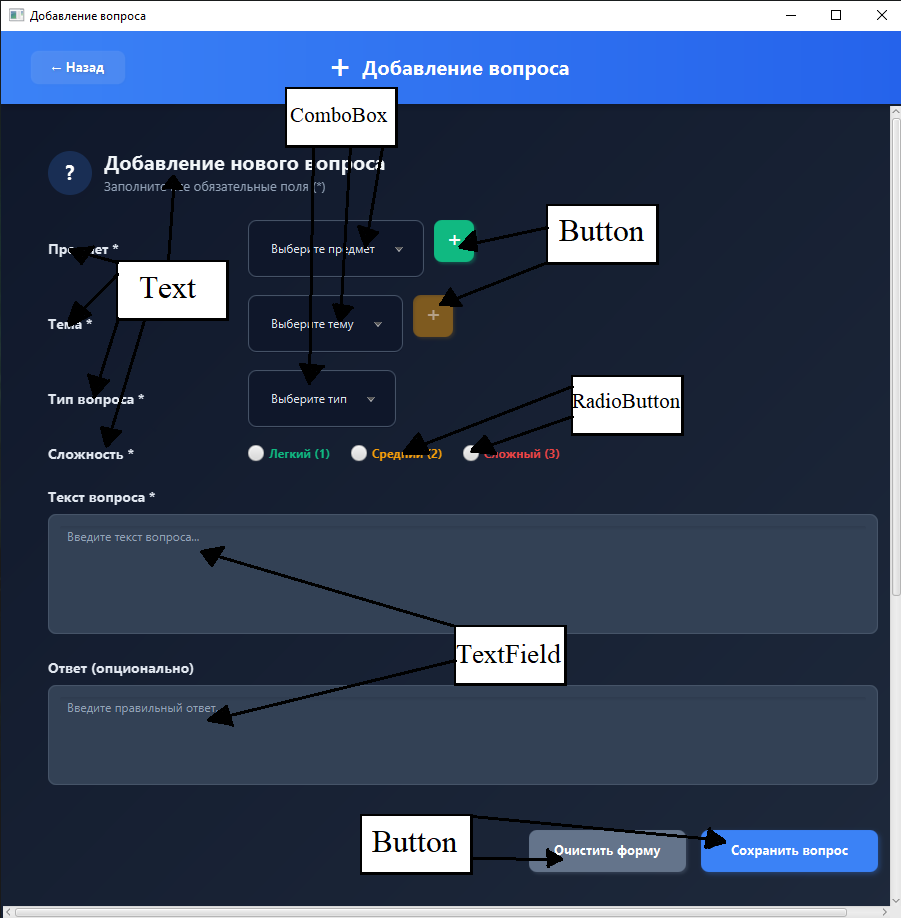 Добавление вопроса
← Назад
+ Добавление вопроса
ComboBox
?
Добавление нового вопроса
Заполните все обязательные поля (*)
Предмет *
Выберите предмет
+
Button
Text
Тема *
Выберите тему
+
Тип вопроса *
Выберите тип
RadioButton
Сложность *
Легкий (1)
Средний (2)
Сложный (3)
Текст вопроса *
Введите текст вопроса...
TextField
Ответ (опционально)
Введите правильный ответ...
Button
Очистить форму
Сохранить вопрос